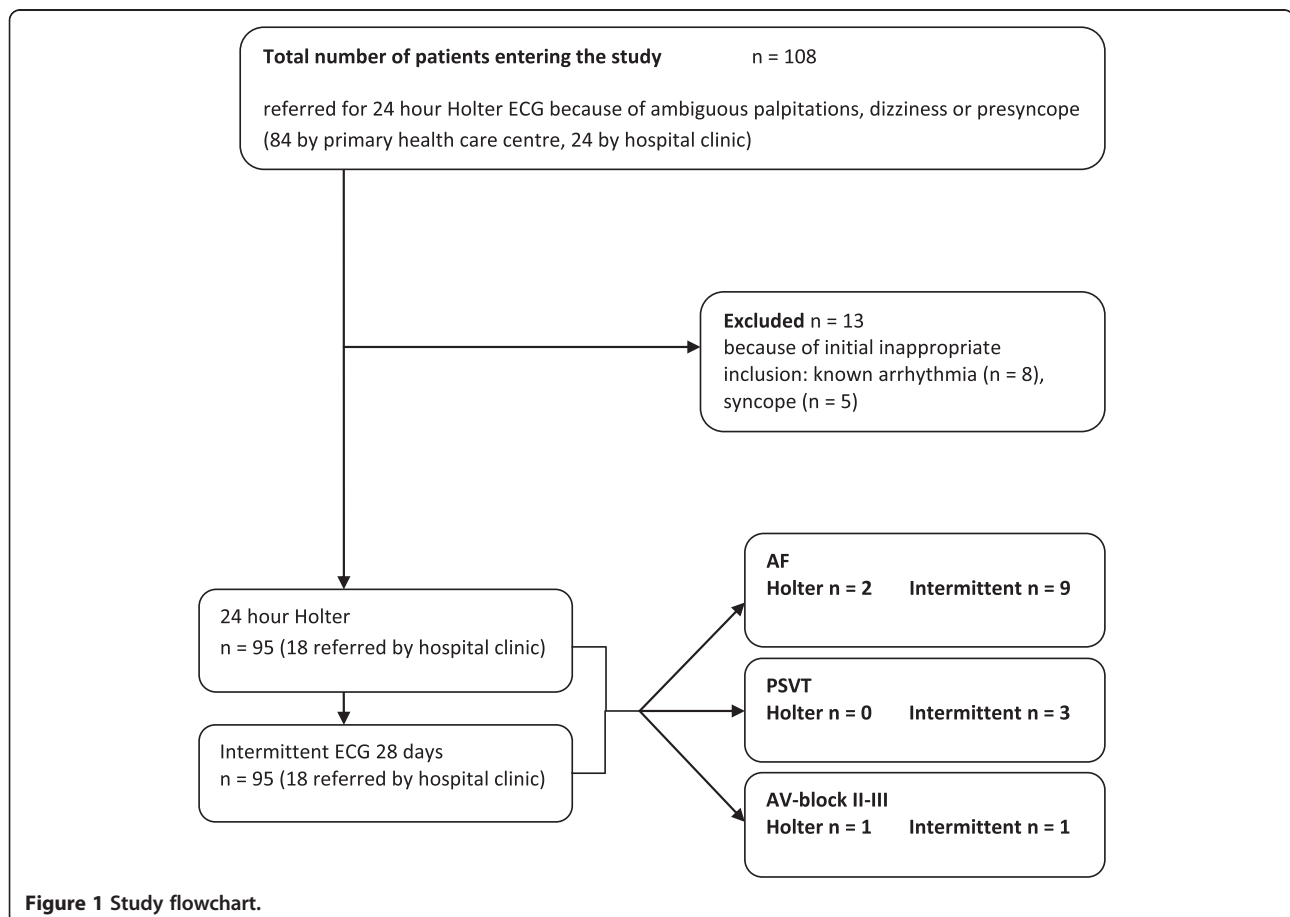 Total number of patients entering the study n = 108
referred for 24 hour Holter ECG because of ambiguous palpitations, dizziness or presyncope
(84 by primary health care centre, 24 by hospital clinic)
Excluded n = 13
because of initial inappropriate
inclusion: known arrhythmia (n = 8),
syncope (n = 5)
24 hour Holter
n = 95 (18 referred by hospital clinic)
Intermittent ECG 28 days
n = 95 (18 referred by hospital clinic)
AF
Holter n = 2 Intermittent n = 9
PSVT
Holter n = 0 Intermittent n = 3
AV-block II-III
Holter n = 1 Intermittent n = 1
Figure 1 Study flowchart.